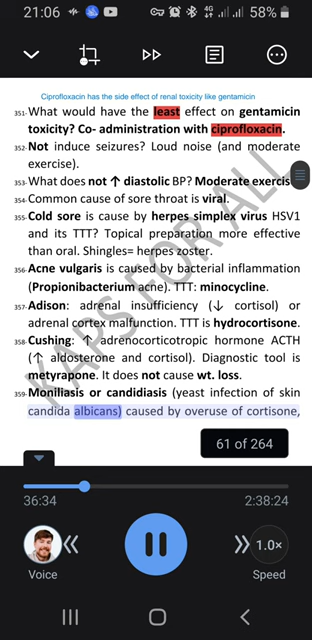 21:06
4G
58%
Ciprofloxacin has the side effect of renal toxicity like gentamicin
351- What would have the least effect on gentamicin
toxicity? Co- administration with ciprofloxacin.
352- Not induce seizures? Loud noise (and moderate
exercise).
353- What does not ↑ diastolic BP? Moderate exercis
354- Common cause of sore throat is viral.
355- Cold sore is cause by herpes simplex virus HSV1
and its TTT? Topical preparation more effective
than oral. Shingles= herpes zoster.
356- Acne vulgaris is caused by bacterial inflammation
(Propionibacterium acne). TTT: minocycline.
357- Adison: adrenal insufficiency (↓ cortisol) or
adrenal cortex malfunction. TTT is hydrocortisone.
358- Cushing: ↑ adrenocorticotropic hormone ACTH
(↑ aldosterone and cortisol). Diagnostic tool is
metyrapone. It does not cause wt. loss.
359- Moniliasis or candidiasis (yeast infection of skin
candida albicans) caused by overuse of cortisone,
KAPS FOR ALL
61 of 264
36:34
2:38:24
1.0×
Voice
Speed